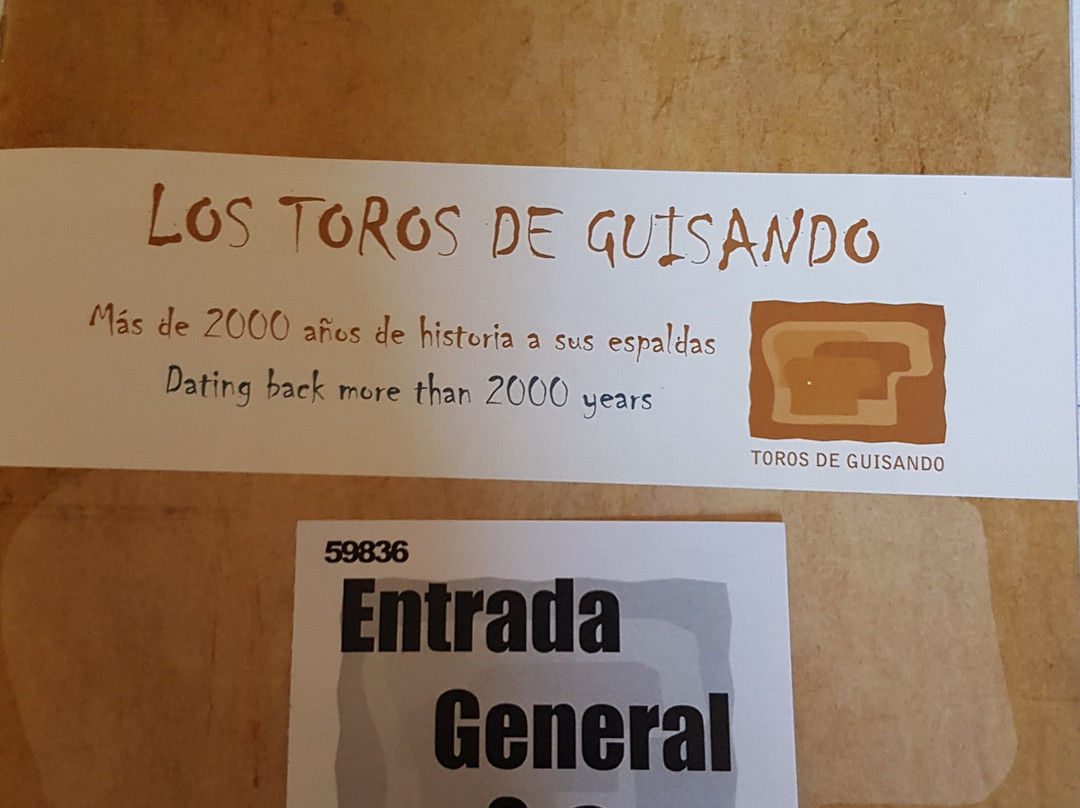 LOS TOROS DE GUISANDO
Más de 2000 años de historia a sus espaldas
Dating back more than 2000 years
TOROS DE GUISANDO
59836
Entrada
General